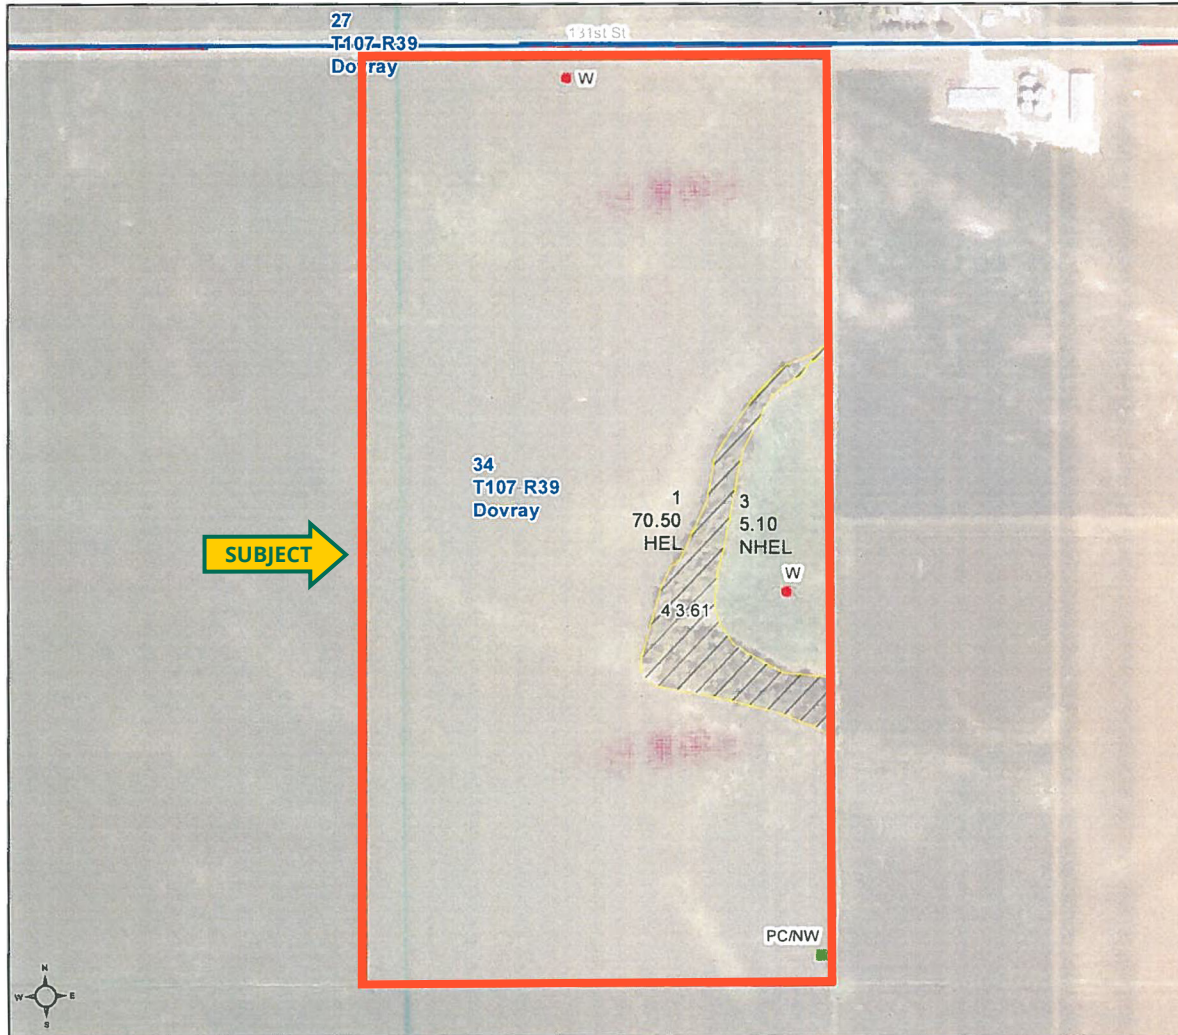 27
T107-R39
Dovray
131st St
W
34
T107 R39
Dovray
1
70.50
HEL
3
5.10
NHEL
SUBJECT
W
4 3.61
PC/NW
N
W E
S